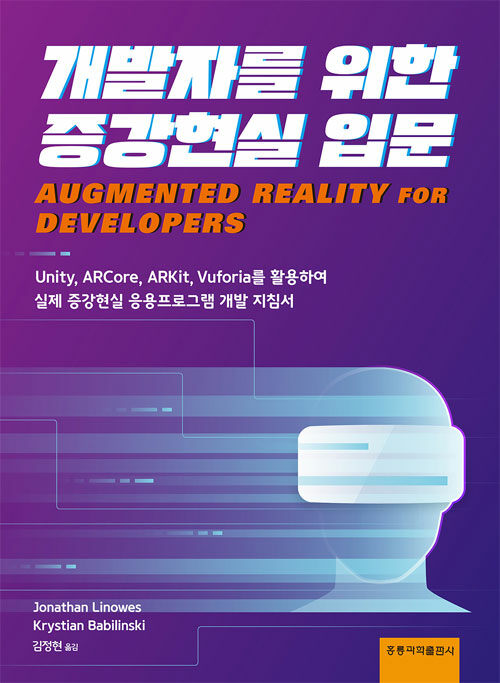 개발자를 위한
증강현실 입문
AUGMENTED REALITY FOR
DEVELOPERS
Unity, ARCore, ARKit, Vuforia를 활용하여
실제 증강현실 응용프로그램 개발 지침서
Jonathan Linowes
Krystian Babilinski
김정현 옮김
홍릉과학출판사